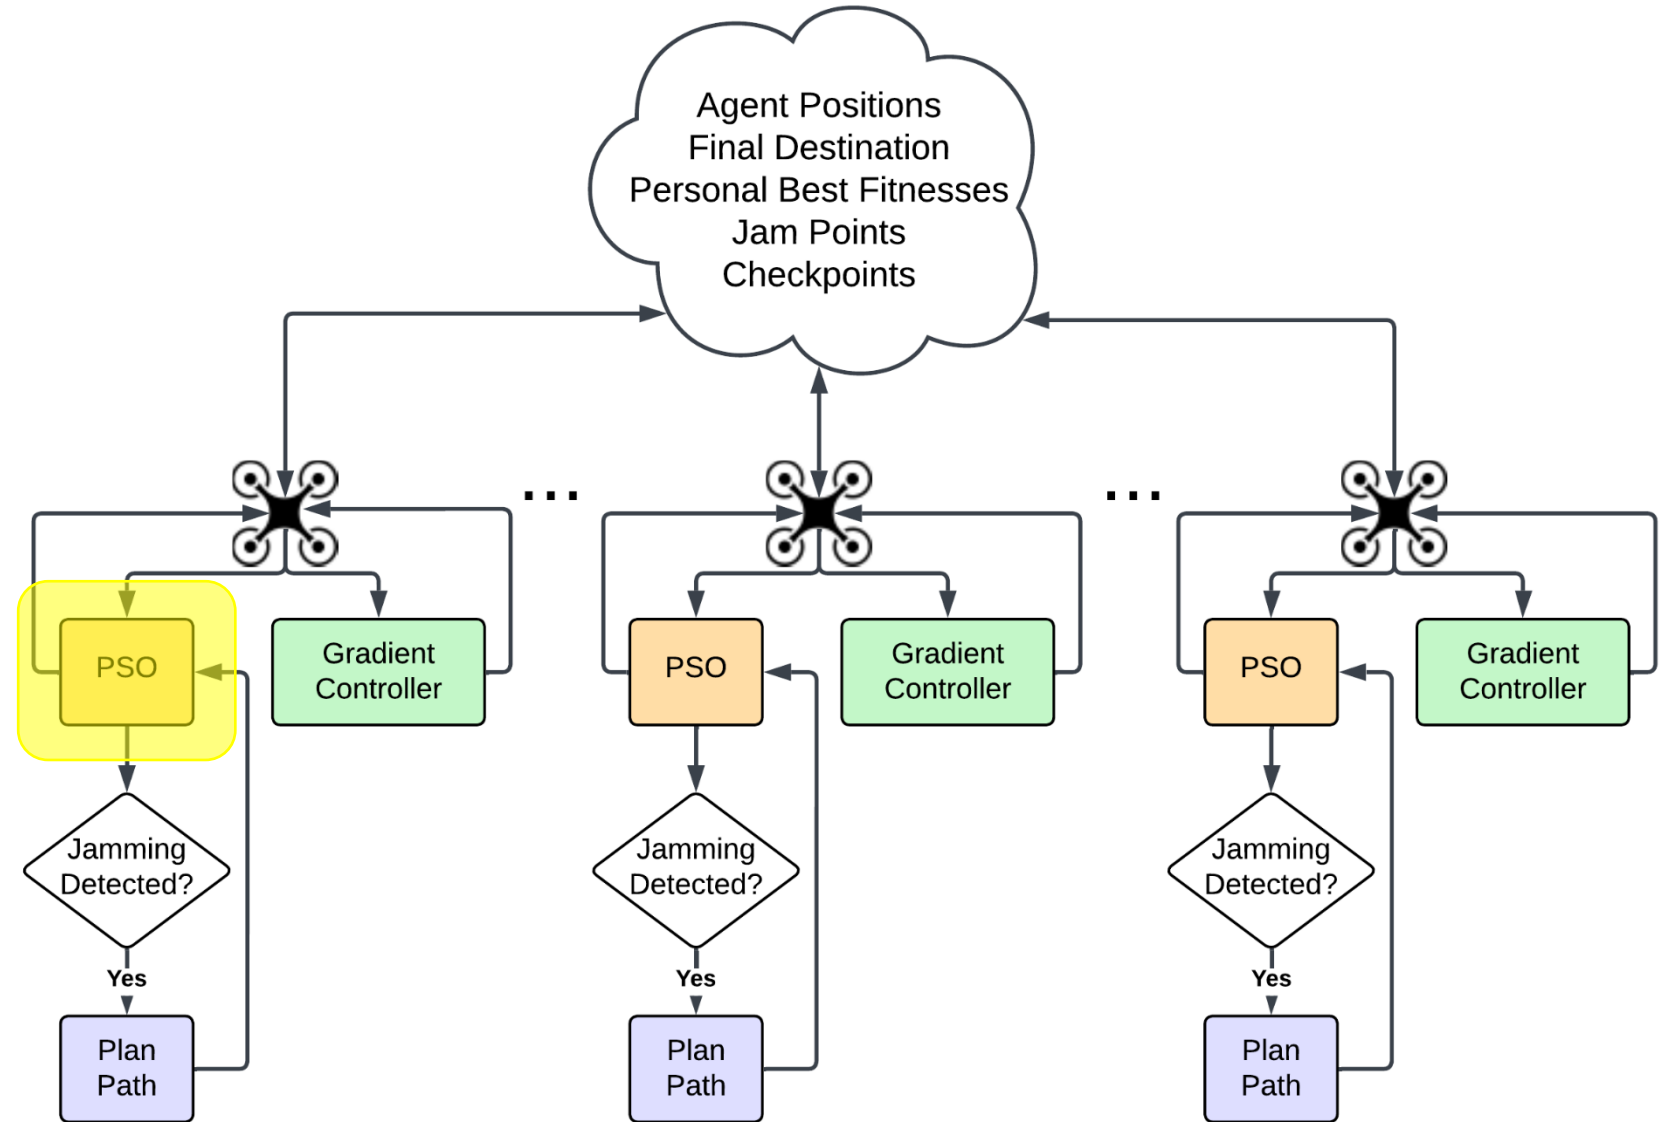 Agent Positions
Final Destination
Personal Best Fitnesses
Jam Points
Checkpoints
...
...
PSO
Gradient
Controller
PSO
Gradient
Controller
PSO
Gradient
Controller
Jamming
Detected?
Jamming
Detected?
Jamming
Detected?
Yes
Yes
Yes
Plan
Path
Plan
Path
Plan
Path